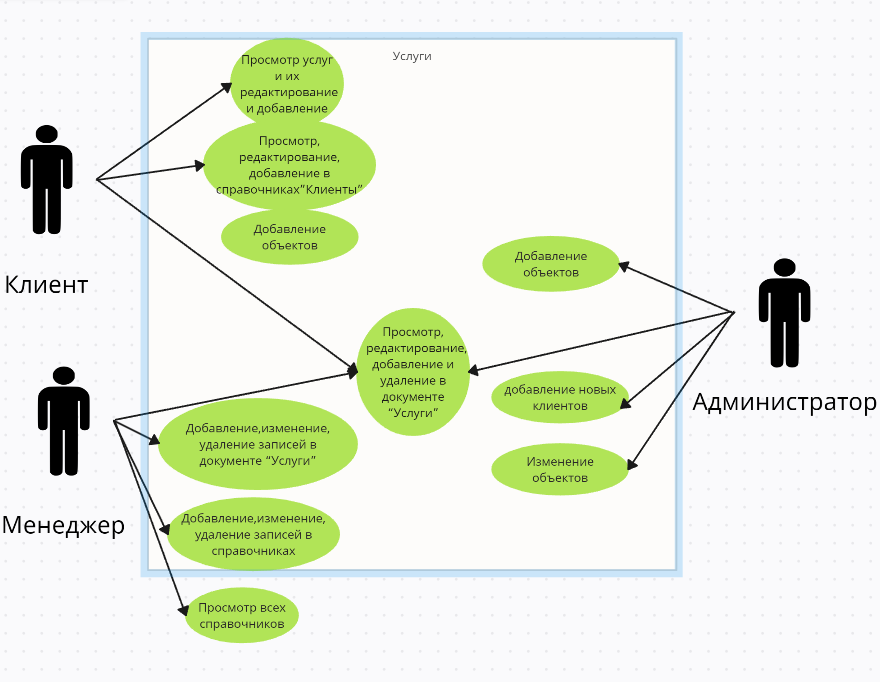 Услуги
Просмотр услуг
и их
редактирование
и добавление
Просмотр,
редактирование,
добавление в
справочниках"Клиенты"
Добавление
объектов
Клиент
Добавление
объектов
Просмотр,
редактирование,
добавление и
удаление в
документе
“Услуги”
добавление новых
клиентов
Администратор
Изменение
объектов
Добавление,изменение,
удаление записей в
документе “Услуги”
Менеджер
Добавление,изменение,
удаление записей в
справочниках
Просмотр всех
справочников